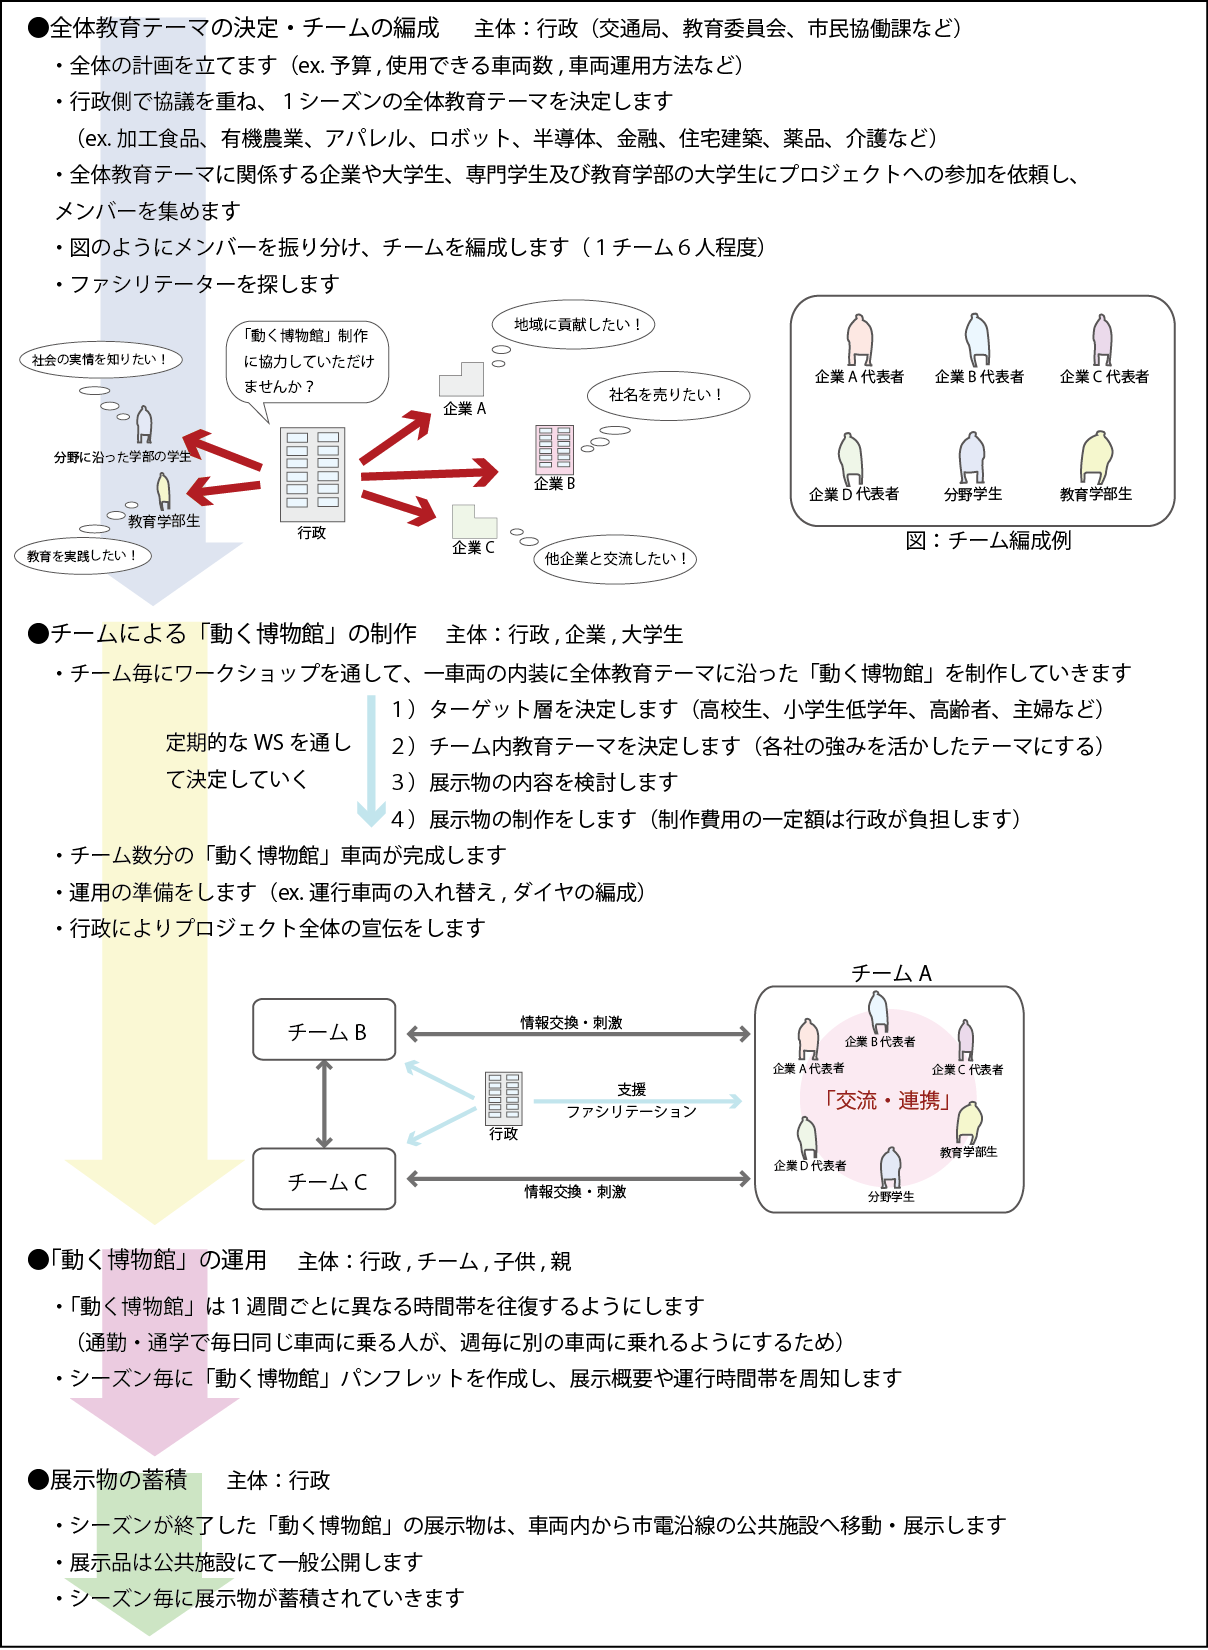 ●全体教育テーマの決定・チームの編成　主体：行政（交通局、教育委員会、市民協働課など）
・全体の計画を立てます（ex. 予算 , 使用できる車両数 , 車両運用方法など）
・行政側で協議を重ね、１シーズンの全体教育テーマを決定します
（ex. 加工食品、有機農業、アパレル、ロボット、半導体、金融、住宅建築、薬品、介護など）
・全体教育テーマに関係する企業や大学生、専門学生及び教育学部の大学生にプロジェクトへの参加を依頼し、
メンバーを集めます
・図のようにメンバーを振り分け、チームを編成します（１チーム６人程度）
・ファシリテーターを探します
社会の実情を知りたい！
分野に沿った学部の学生
教育学部生
教育を実践したい！
「動く博物館」制作
に協力していただけ
ませんか？
行政
地域に貢献したい！
企業 A
社名を売りたい！
企業 B
企業 C
他企業と交流したい！
企業 A 代表者
企業 B 代表者
企業 C 代表者
企業 D 代表者
分野学生
教育学部生
図：チーム編成例
●チームによる「動く博物館」の制作　主体：行政 , 企業 , 大学生
・チーム毎にワークショップを通して、一車両の内装に全体教育テーマに沿った「動く博物館」を制作していきます
定期的な WS を通し
て決定していく
１）ターゲット層を決定します（高校生、小学生低学年、高齢者、主婦など）
２）チーム内教育テーマを決定します（各社の強みを活かしたテーマにする）
３）展示物の内容を検討します
４）展示物の制作をします（制作費用の一定額は行政が負担します）
・チーム数分の「動く博物館」車両が完成します
・運用の準備をします（ex. 運行車両の入れ替え , ダイヤの編成）
・行政によりプロジェクト全体の宣伝をします
チーム B
チーム C
情報交換・刺激
行政
支援
ファシリテーション
情報交換・刺激
チーム A
企業 A 代表者
企業 B 代表者
企業 C 代表者
「交流・連携」
企業 D 代表者
分野学生
教育学部生
●「動く博物館」の運用　主体：行政 , チーム , 子供 , 親
・「動く博物館」は１週間ごとに異なる時間帯を往復するようにします
（通勤・通学で毎日同じ車両に乗る人が、週毎に別の車両に乗れるようにするため）
・シーズン毎に「動く博物館」パンフレットを作成し、展示概要や運行時間帯を周知します
●展示物の蓄積　主体：行政
・シーズンが終了した「動く博物館」の展示物は、車両内から市電沿線の公共施設へ移動・展示します
・展示品は公共施設にて一般公開します
・シーズン毎に展示物が蓄積されていきます